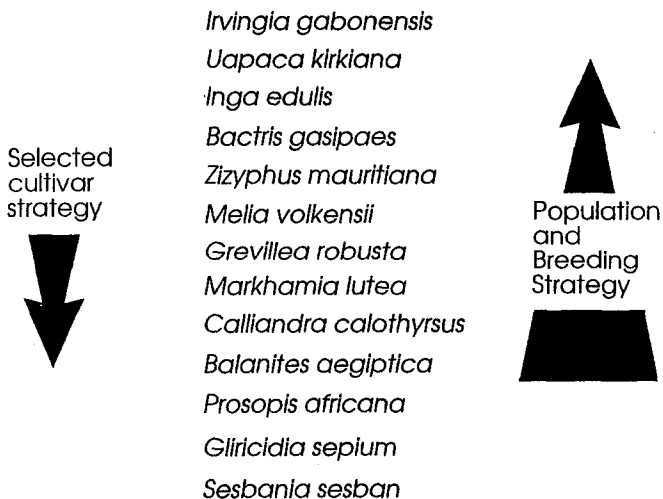 Irvingia gabonensis
Uapaca kirkiana
Inga edulis
Bactris gasipaes
Zizyphus mauritiana
Melia volkensii
Grevillea robusta
Markhamia lutea
Calliandra calothyrsus
Balanites aegiptica
Prosopis africana
Gliricidia sepium
Sesbania sesban
Selected
cultivar
strategy
Population
and
Breeding
Strategy